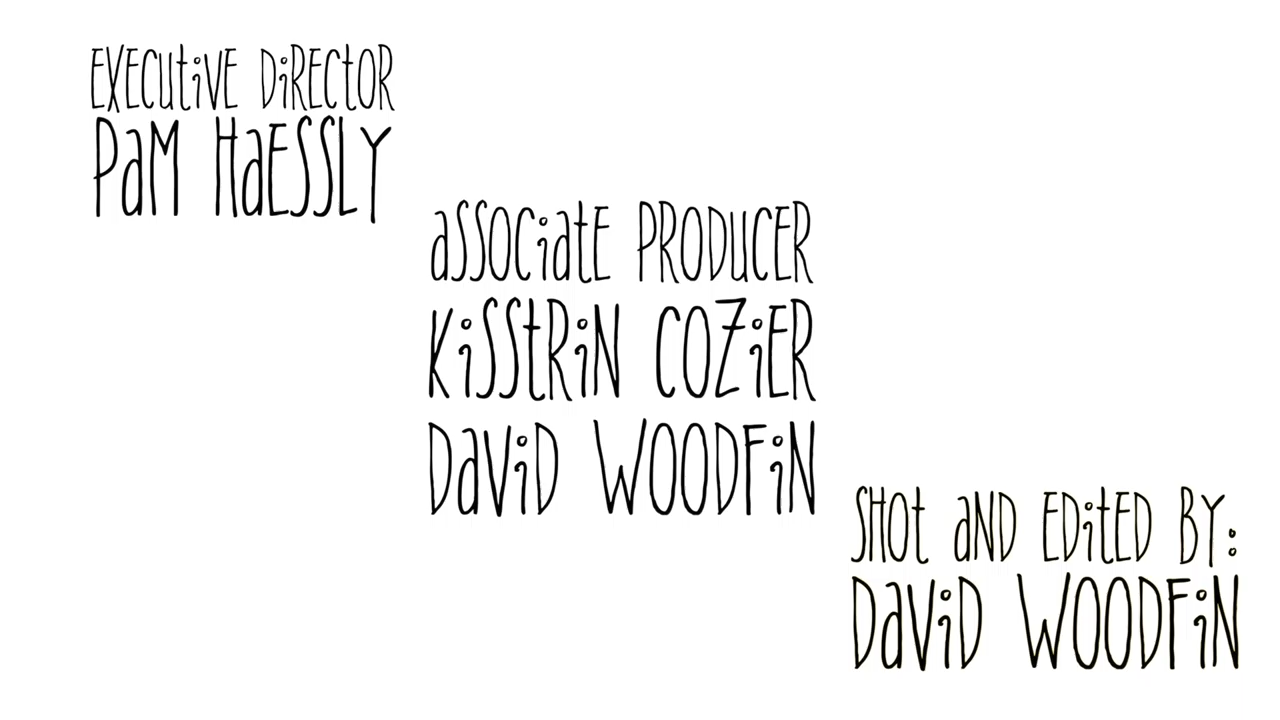 EXECUtiVE DiRECtOR
PaM HaESSLY
aSSOCiatE PRODUCER
KiSStRiN COZiER
DaViD WOODFiN
SHOt aND EDitED BY:
DaViD WOODFiN